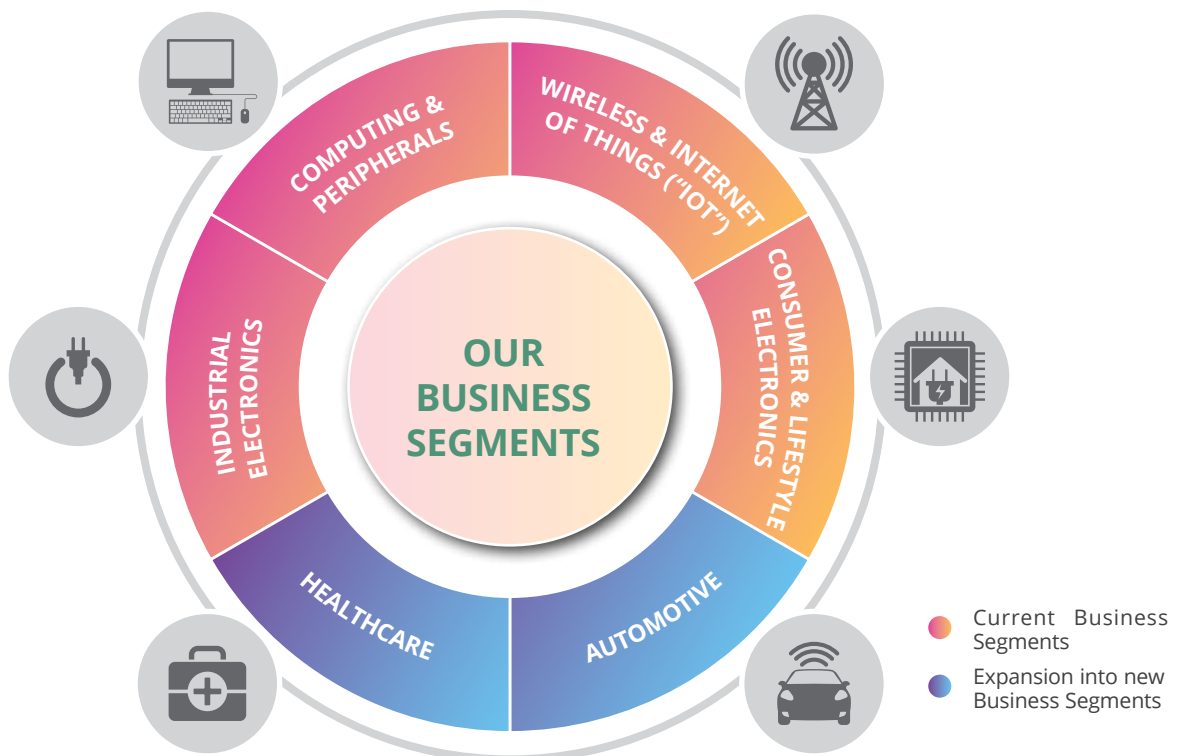 COMPUTING &
PERIPHERALS
WIRELESS & INTERNET
OF THINGS (“IOT”)
CONSUMER & LIFESTYLE
ELECTRONICS
INDUSTRIAL
ELECTRONICS
OUR
BUSINESS
SEGMENTS
HEALTHCARE
AUTOMOTIVE
Current Business
Segments
Expansion into new
Business Segments